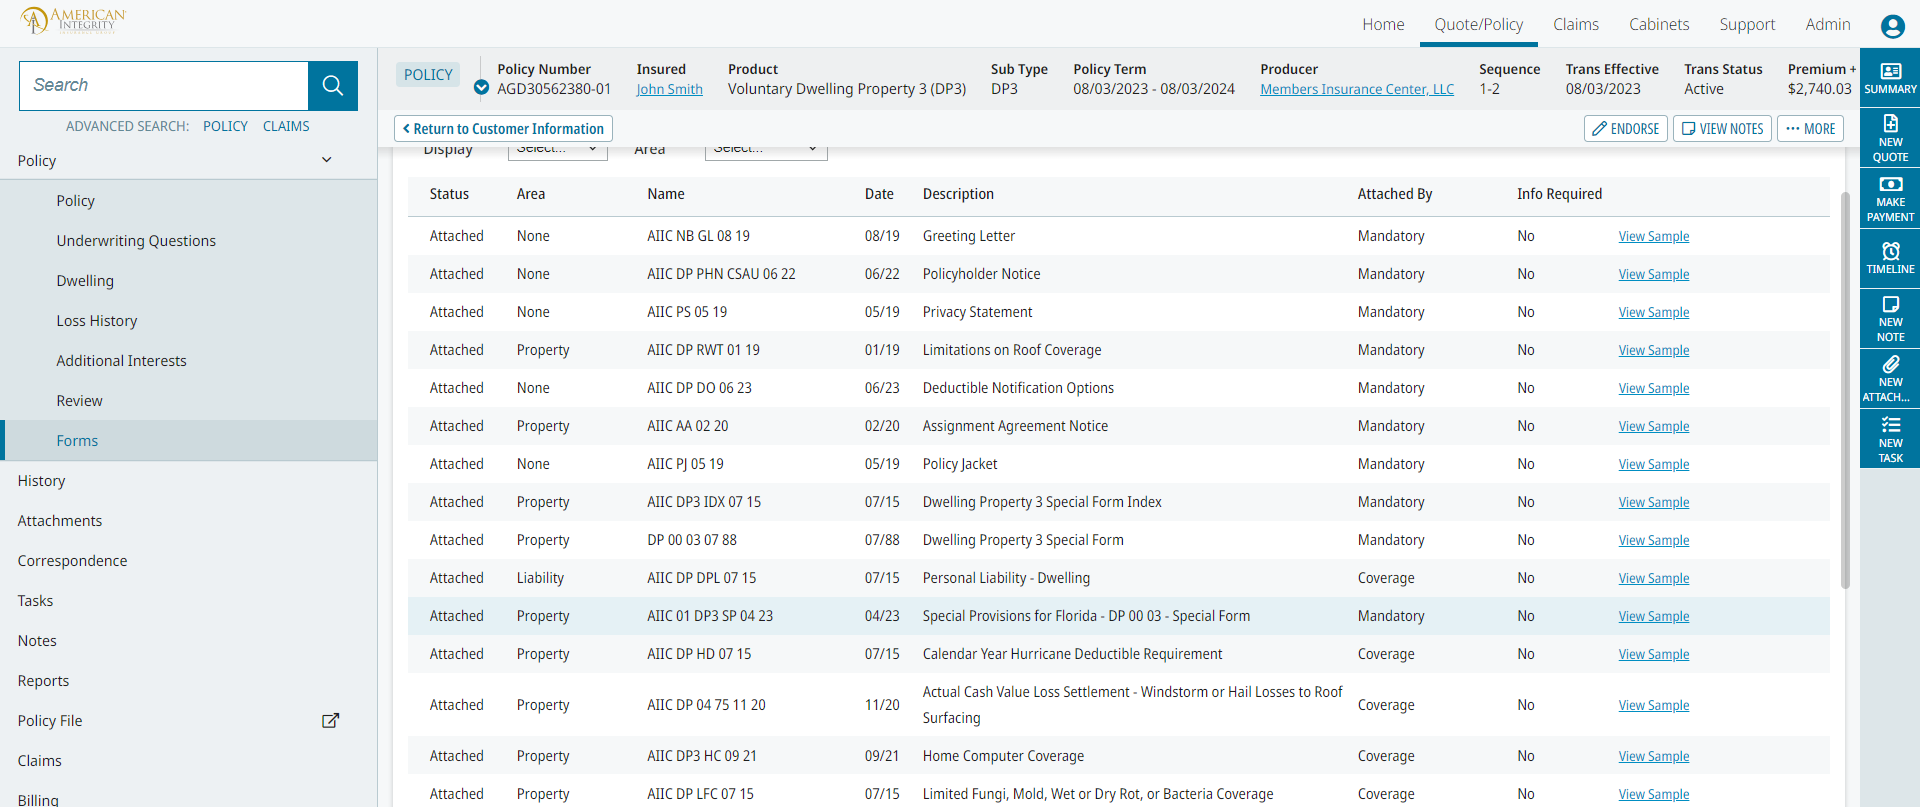 AMERICAN
INTEGRITY
Home Quote/Policy Claims Cabinets Support Admin
Search
ADVANCED SEARCH: POLICY CLAIMS
Policy
Policy
Underwriting Questions
Dwelling
Loss History
Additional Interests
Review
Forms
History
Attachments
Correspondence
Tasks
Notes
Reports
Policy File
Claims
Billing
POLICY
Policy Number Insured Product Sub Type Policy Term Producer Sequence Trans Effective Trans Status Premium +
AGD30562380-01 John Smith Voluntary Dwelling Property 3 (DP3) DP3 08/03/2023 - 08/03/2024 Members Insurance Center, LLC 1-2 08/03/2023 Active $2,740.03
Return to Customer Information ENDORSE VIEW NOTES ··· MORE
Display Select... Area Select...
Status Area Name Date Description Attached By Info Required
Attached None AIIC NB GL 08 19 08/19 Greeting Letter Mandatory No View Sample
Attached None AIIC DP PHN CSAU 06 22 06/22 Policyholder Notice Mandatory No View Sample
Attached None AIIC PS 05 19 05/19 Privacy Statement Mandatory No View Sample
Attached Property AIIC DP RWT 01 19 01/19 Limitations on Roof Coverage Mandatory No View Sample
Attached None AIIC DP DO 06 23 06/23 Deductible Notification Options Mandatory No View Sample
Attached Property AIIC AA 02 20 02/20 Assignment Agreement Notice Mandatory No View Sample
Attached None AIIC PJ 05 19 05/19 Policy Jacket Mandatory No View Sample
Attached Property AIIC DP3 IDX 07 15 07/15 Dwelling Property 3 Special Form Index Mandatory No View Sample
Attached Property DP 00 03 07 88 07/88 Dwelling Property 3 Special Form Mandatory No View Sample
Attached Liability AIIC DP DPL 07 15 07/15 Personal Liability - Dwelling Coverage No View Sample
Attached Property AIIC 01 DP3 SP 04 23 04/23 Special Provisions for Florida - DP 00 03 - Special Form Mandatory No View Sample
Attached Property AIIC DP HD 07 15 07/15 Calendar Year Hurricane Deductible Requirement Coverage No View Sample
Attached Property AIIC DP 04 75 11 20 11/20 Actual Cash Value Loss Settlement - Windstorm or Hail Losses to Roof
Surfacing Coverage No View Sample
Attached Property AIIC DP3 HC 09 21 09/21 Home Computer Coverage Coverage No View Sample
Attached Property AIIC DP LFC 07 15 07/15 Limited Fungi, Mold, Wet or Dry Rot, or Bacteria Coverage Coverage No View Sample
SUMMARY
NEW
QUOTE
MAKE
PAYMENT
TIMELINE
NEW
NOTE
NEW
ATTACH...
NEW
TASK